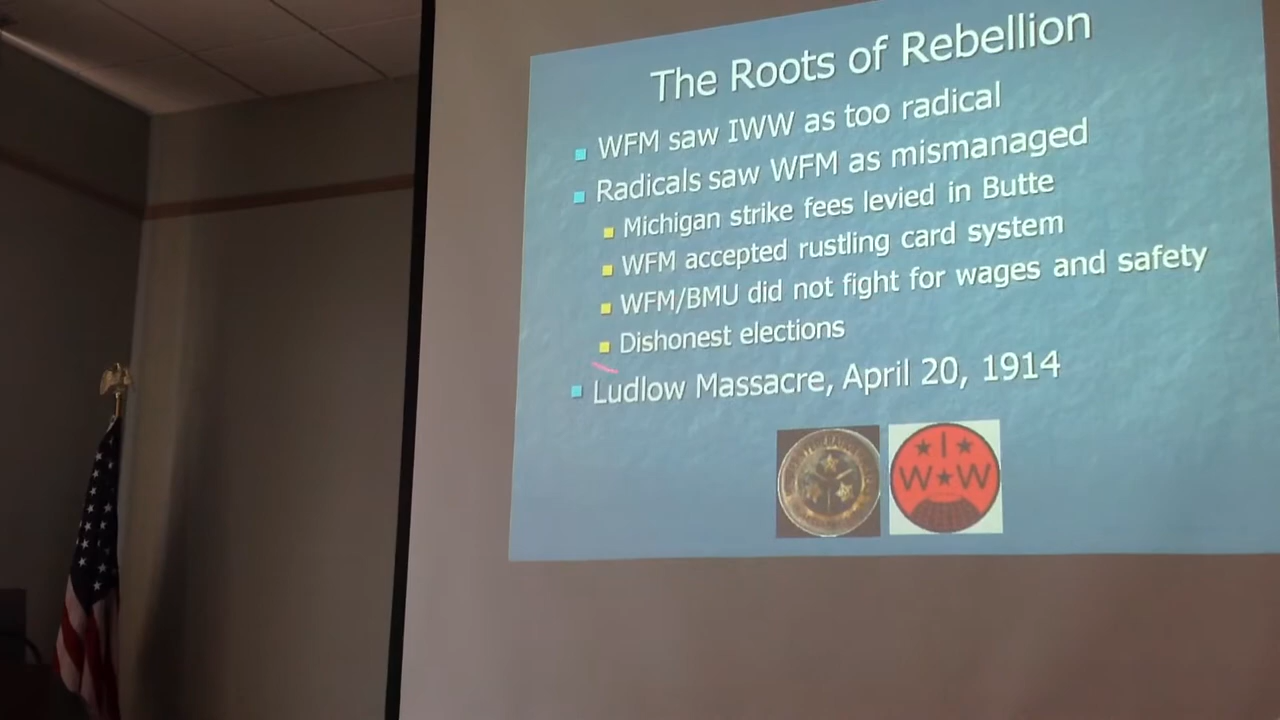 The Roots of Rebellion
WFM saw IWW as too radical
Radicals saw WFM as mismanaged
Michigan strike fees levied in Butte
WFM accepted rustling card system
WFM/BMU did not fight for wages and safety
Dishonest elections
Ludlow Massacre, April 20, 1914
I
W W